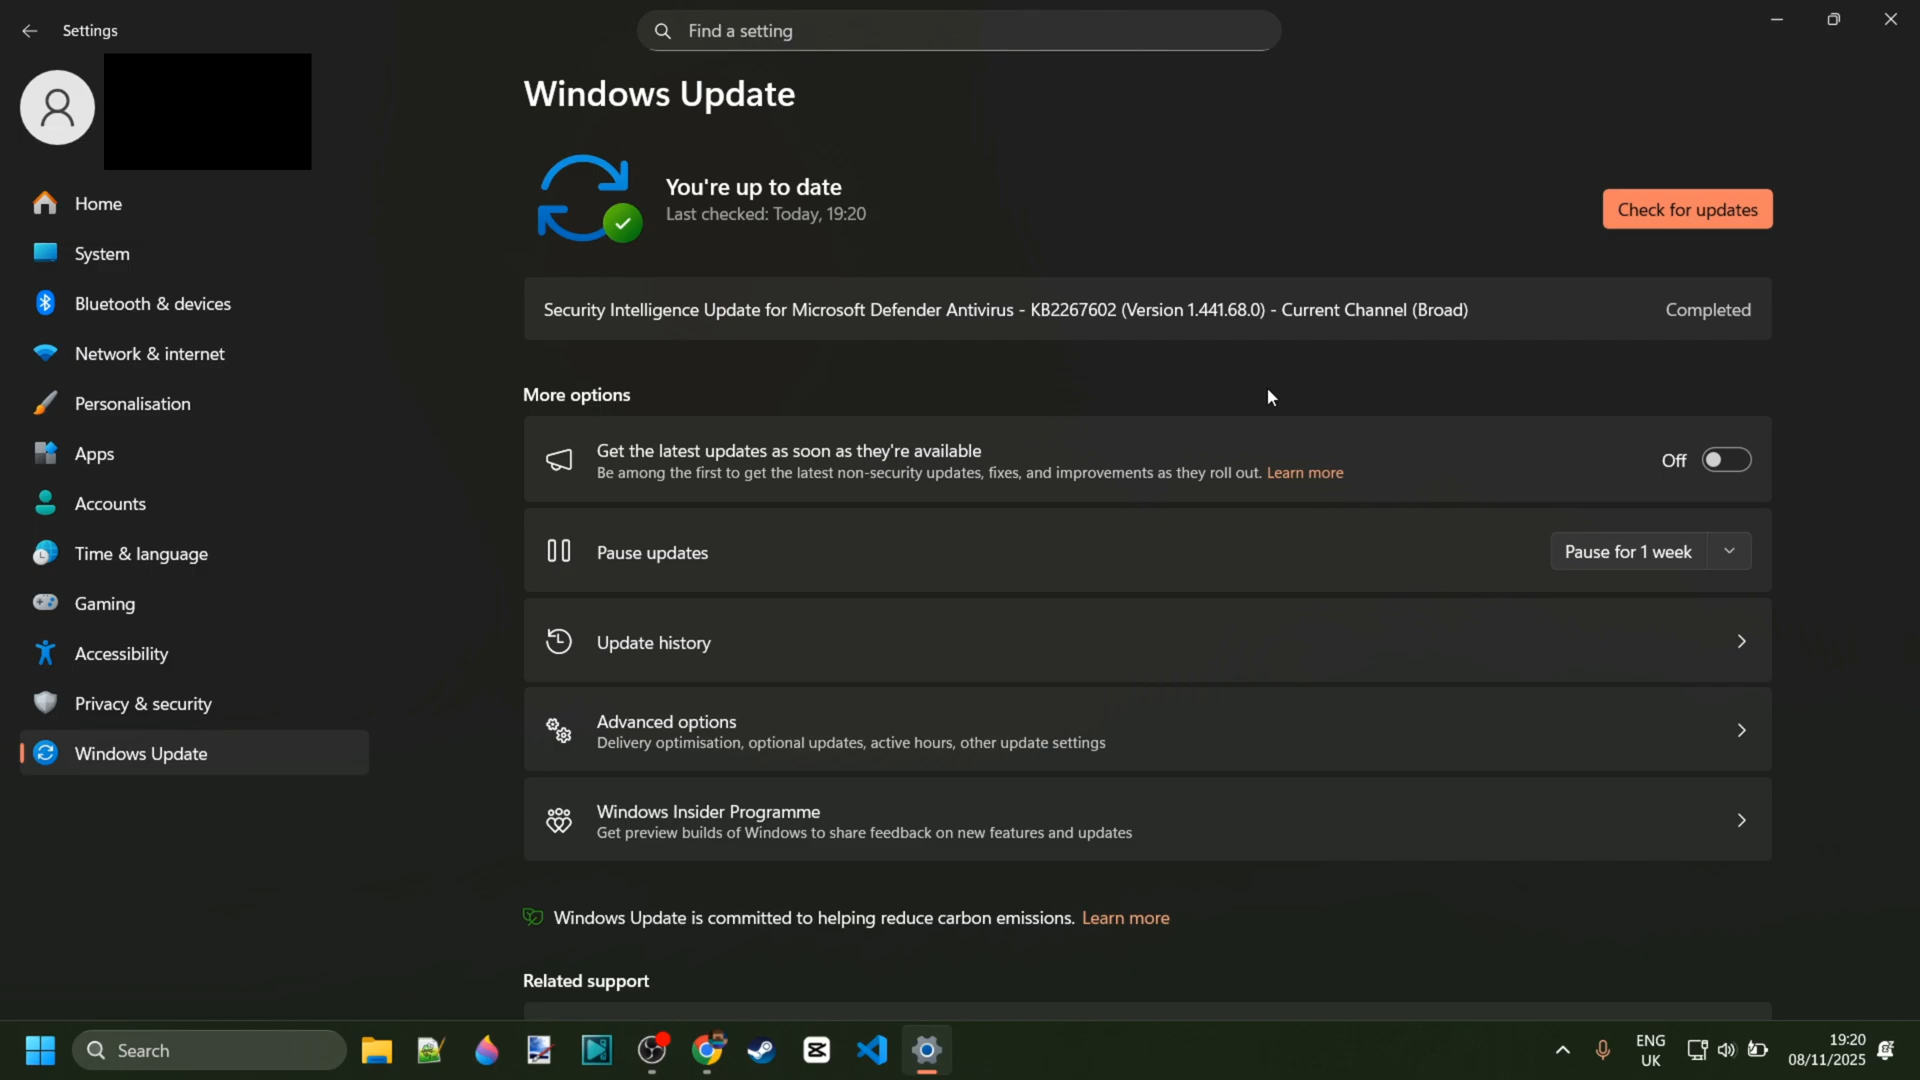 Settings
Find a setting
Home
System
Bluetooth & devices
Network & internet
Personalisation
Apps
Accounts
Time & language
Gaming
Accessibility
Privacy & security
Windows Update
Windows Update
You're up to date
Last checked: Today, 19:20
Check for updates
Security Intelligence Update for Microsoft Defender Antivirus - KB2267602 (Version 1.441.68.0) - Current Channel (Broad) Completed
More options
Get the latest updates as soon as they're available
Be among the first to get the latest non-security updates, fixes, and improvements as they roll out. Learn more
Off
Pause updates
Pause for 1 week
Update history
Advanced options
Delivery optimisation, optional updates, active hours, other update settings
Windows Insider Programme
Get preview builds of Windows to share feedback on new features and updates
Windows Update is committed to helping reduce carbon emissions. Learn more
Related support
Search
ENG
UK
19:20
08/11/2025